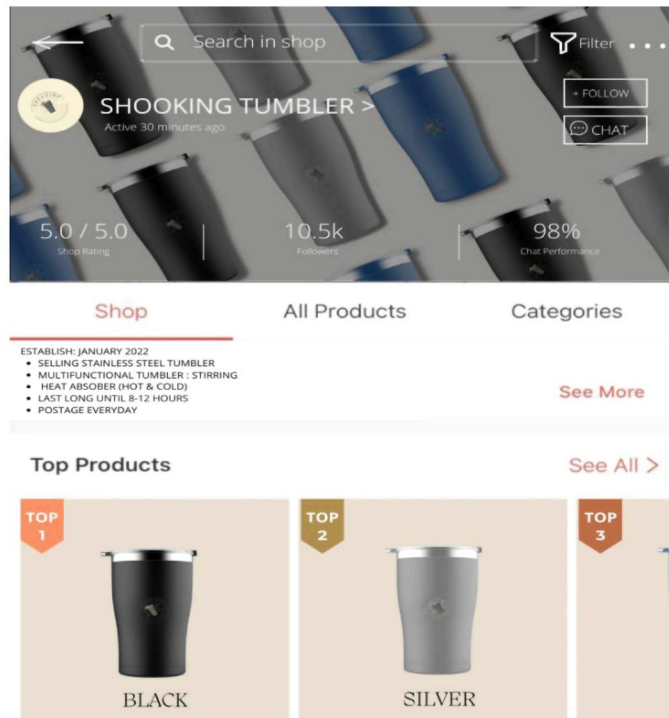 Search in shop
Filter
SHOOKING TUMBLER >
Active 30 minutes ago
+ FOLLOW
CHAT
5.0 / 5.0
Shop Rating
10.5k
Followers
98%
Chat Performance
Shop
All Products
Categories
ESTABLISH: JANUARY 2022
• SELLING STAINLESS STEEL TUMBLER
• MULTIFUNCTIONAL TUMBLER : STIRRING
• HEAT ABSOBER (HOT & COLD)
• LAST LONG UNTIL 8-12 HOURS
• POSTAGE EVERYDAY
See More
Top Products
See All >
TOP
1
TOP
2
TOP
3
BLACK
SILVER